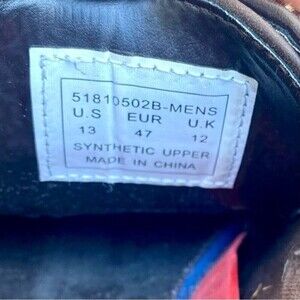 51810502B-MENS
U.S EUR U.K
13 47 12
SYNTHETIC UPPER
MADE IN CHINA